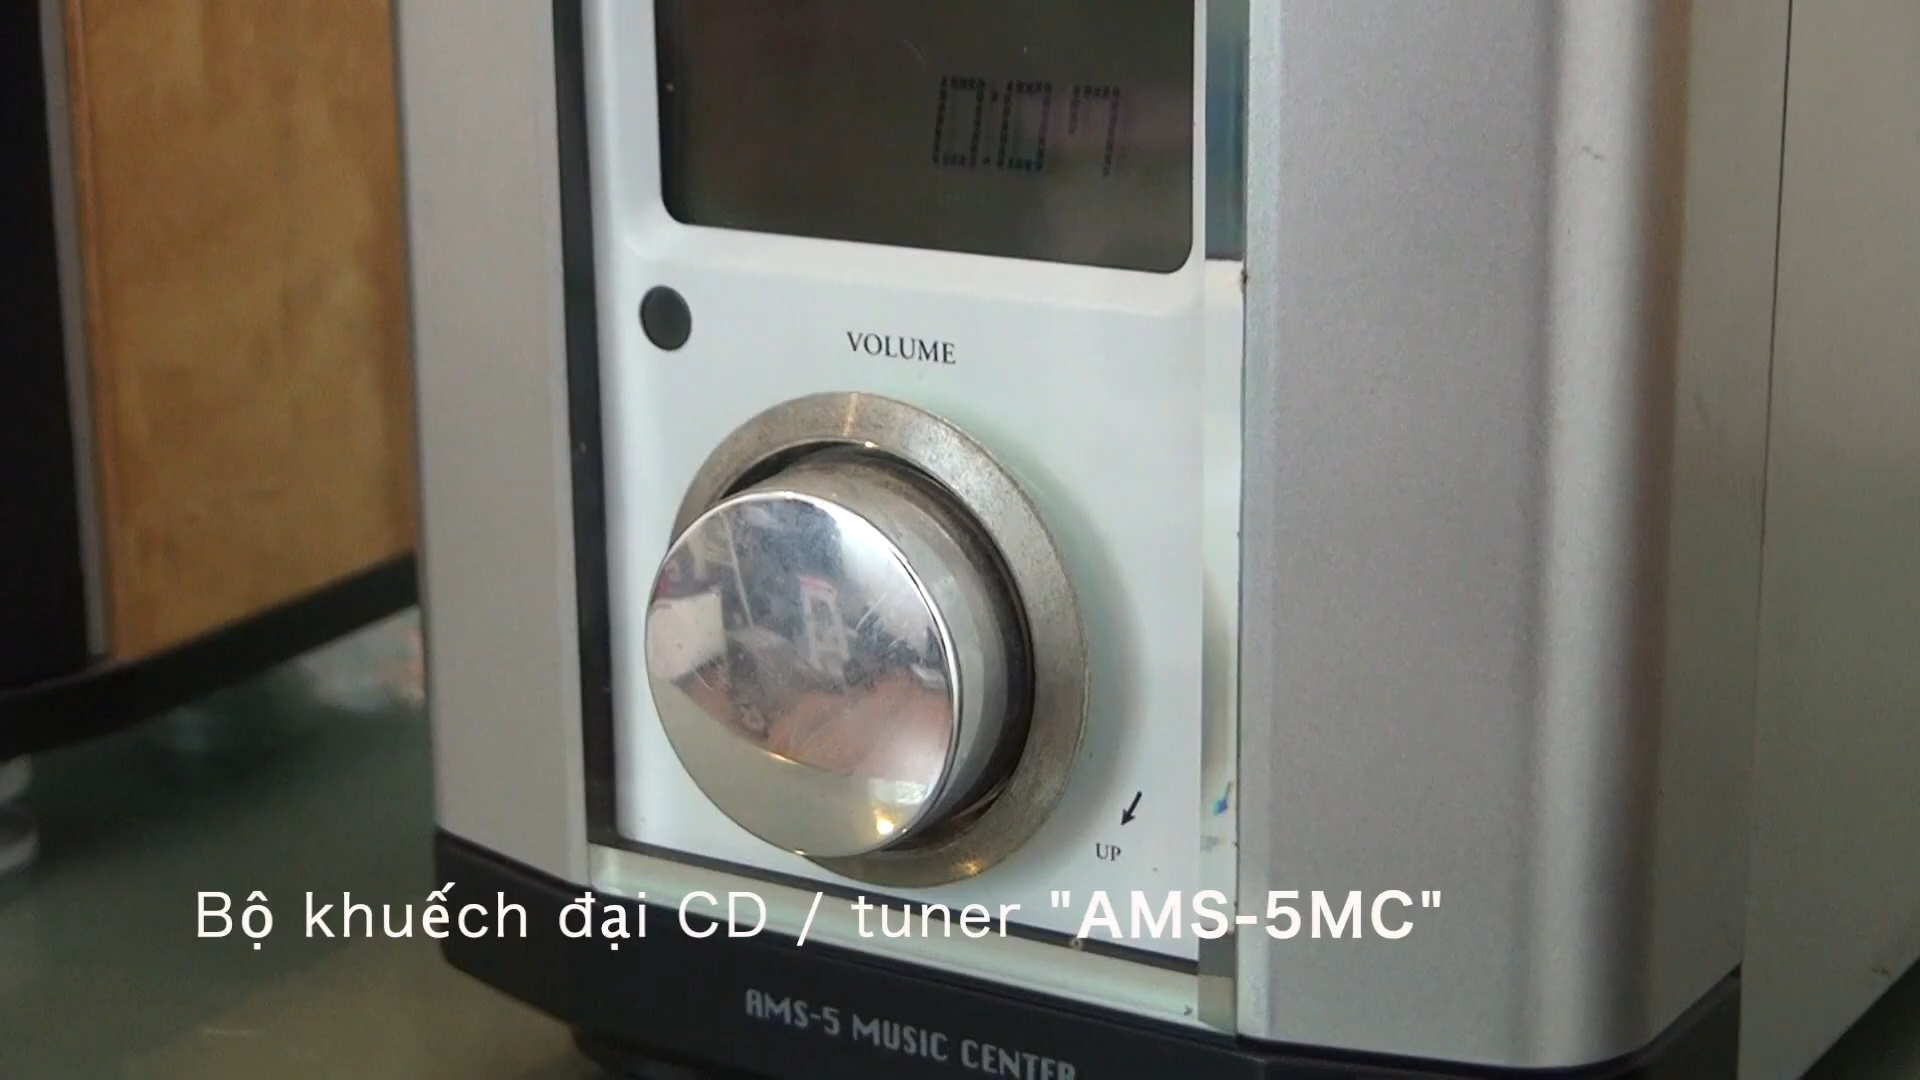 0:07
VOLUME
UP
Bộ khuếch đại CD / tuner "AMS-5MC"
AMS-5 MUSIC CENTER